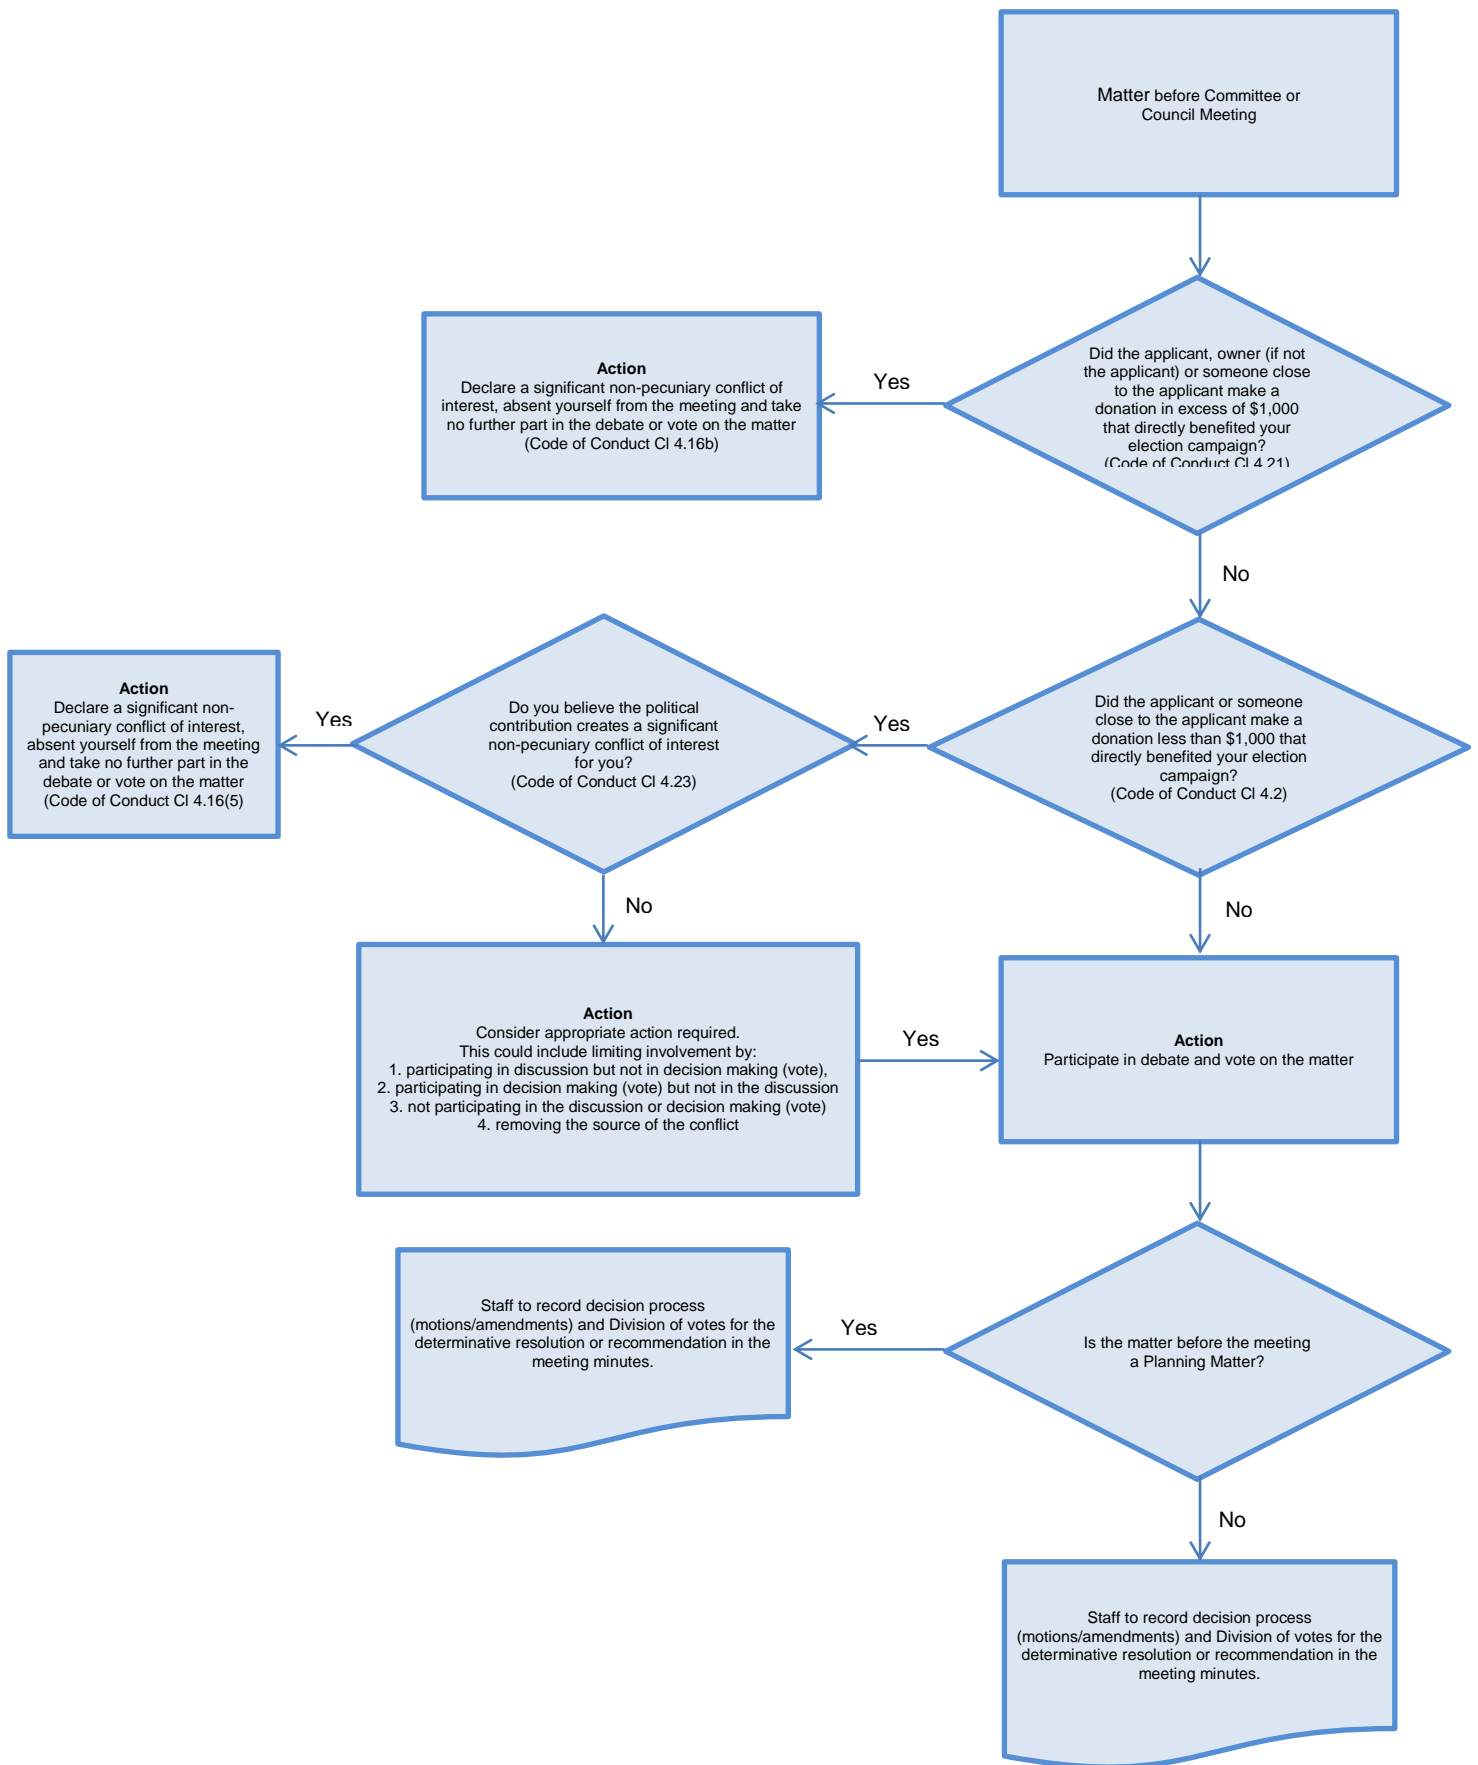 Matter before Committee or
Council Meeting
Did the applicant, owner (if not
the applicant) or someone close
to the applicant make a
donation in excess of $1,000
that directly benefited your
election campaign?
(Code of Conduct Cl 4.21)
Yes
Action
Declare a significant non-pecuniary conflict of
interest, absent yourself from the meeting and take
no further part in the debate or vote on the matter
(Code of Conduct Cl 4.16b)
No
Did the applicant or someone
close to the applicant make a
donation less than $1,000 that
directly benefited your election
campaign?
(Code of Conduct Cl 4.2)
Yes
Do you believe the political
contribution creates a significant
non-pecuniary conflict of interest
for you?
(Code of Conduct Cl 4.23)
Yes
Action
Declare a significant non-
pecuniary conflict of interest,
absent yourself from the meeting
and take no further part in the
debate or vote on the matter
(Code of Conduct Cl 4.16(5)
No
No
Action
Consider appropriate action required.
This could include limiting involvement by:
1. participating in discussion but not in decision making (vote),
2. participating in decision making (vote) but not in the discussion
3. not participating in the discussion or decision making (vote)
4. removing the source of the conflict
Yes
Action
Participate in debate and vote on the matter
Is the matter before the meeting
a Planning Matter?
Yes
Staff to record decision process
(motions/amendments) and Division of votes for the
determinative resolution or recommendation in the
meeting minutes.
No
Staff to record decision process
(motions/amendments) and Division of votes for the
determinative resolution or recommendation in the
meeting minutes.